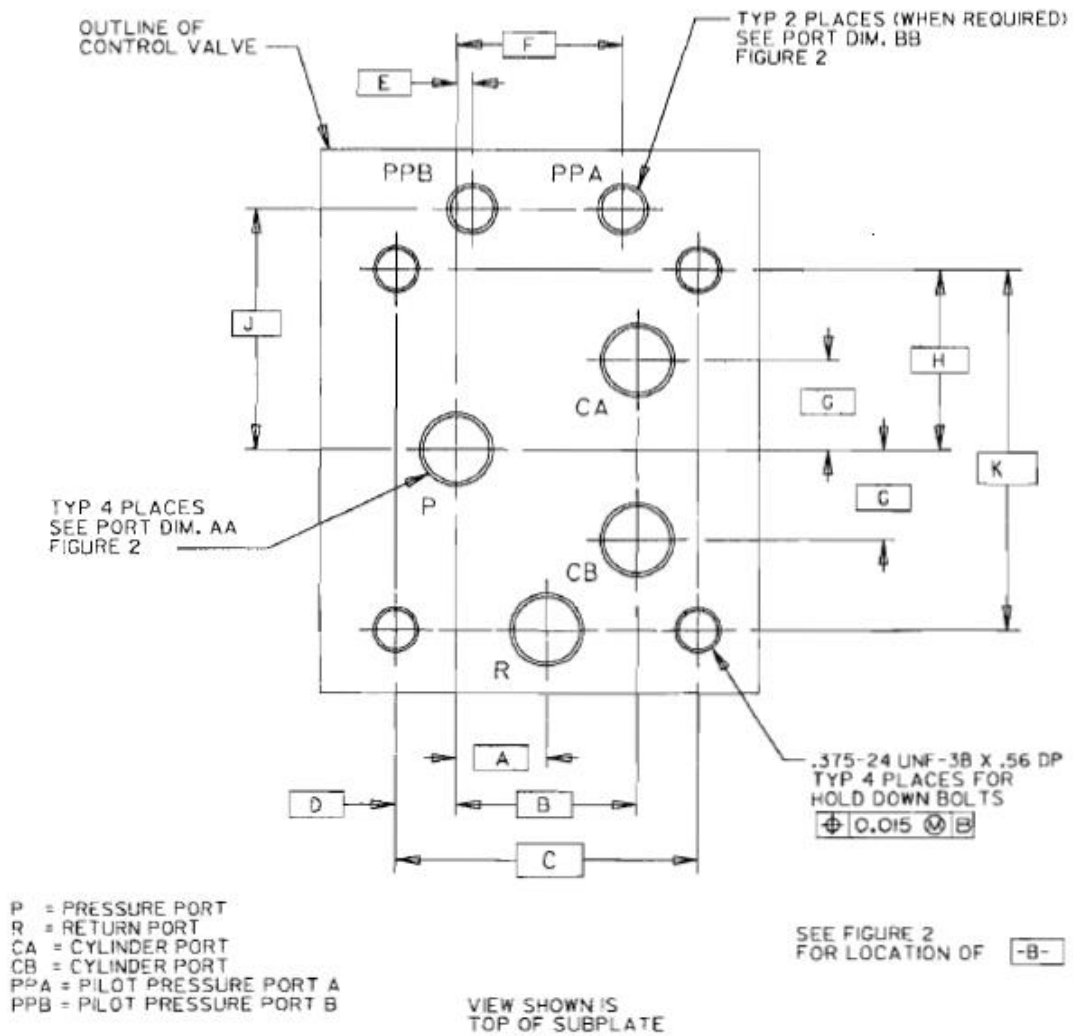 OUTLINE OF
CONTROL VALVE
F
TYP 2 PLACES (WHEN REQUIRED)
SEE PORT DIM. BB
FIGURE 2
E
PPB
PPA
J
H
CA
G
K
G
P
TYP 4 PLACES
SEE PORT DIM. AA
FIGURE 2
CB
R
A
D
B
C
.375-24 UNF-3B X .56 DP
TYP 4 PLACES FOR
HOLD DOWN BOLTS
⌖ 0.015 Ⓜ B
P = PRESSURE PORT
R = RETURN PORT
CA = CYLINDER PORT
CB = CYLINDER PORT
PPA = PILOT PRESSURE PORT A
PPB = PILOT PRESSURE PORT B
SEE FIGURE 2
FOR LOCATION OF -B-
VIEW SHOWN IS
TOP OF SUBPLATE